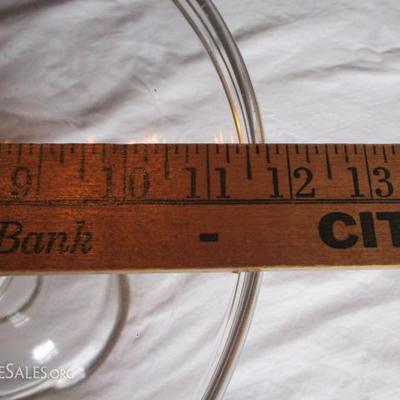 9 10 11 12 13
Bank - CIT
eSALES.ORG